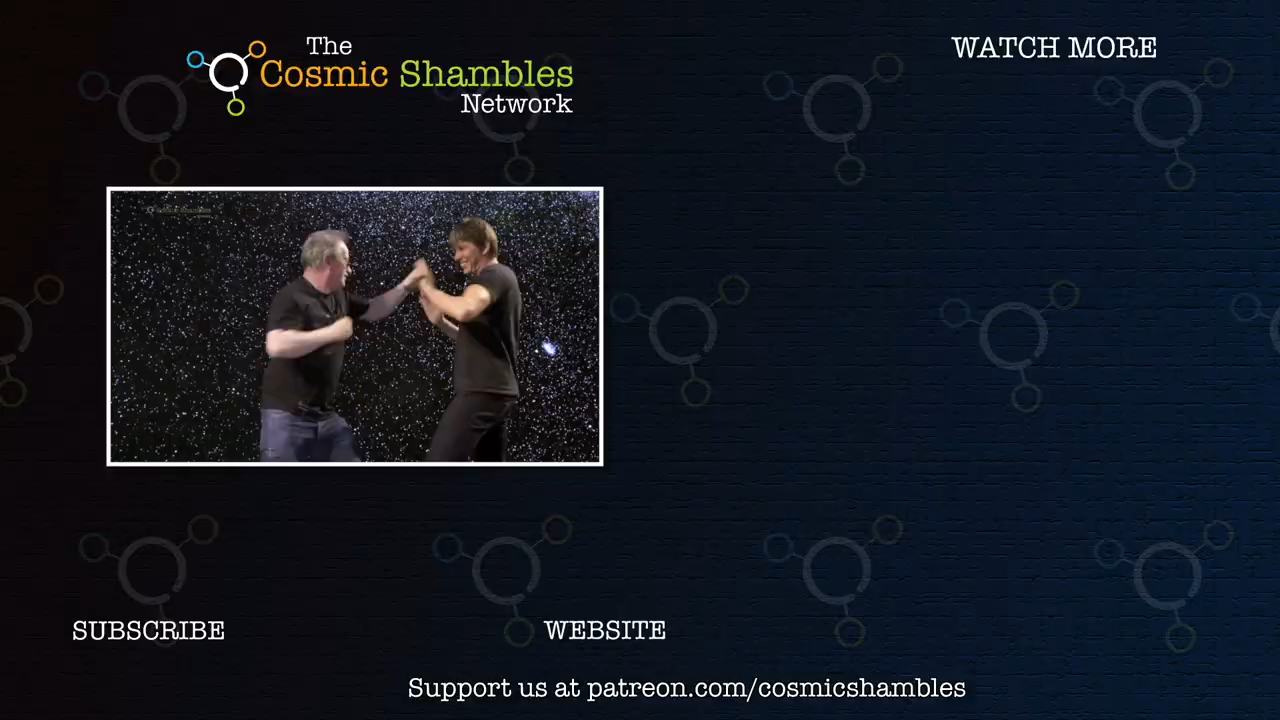 The
Cosmic Shambles
Network
WATCH MORE
SUBSCRIBE
WEBSITE
Support us at patreon.com/cosmicshambles